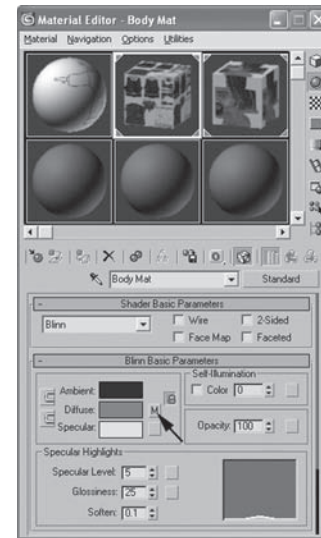 Material Editor - Body Mat
Material Navigation Options Utilities
Body Mat Standard
Shader Basic Parameters
Blinn Wire 2-Sided
Face Map Faceted
Blinn Basic Parameters
Self-Illumination
Ambient: Color 0
Diffuse: M
Specular: Opacity: 100
Specular Highlights
Specular Level: 5
Glossiness: 25
Soften: 0.1